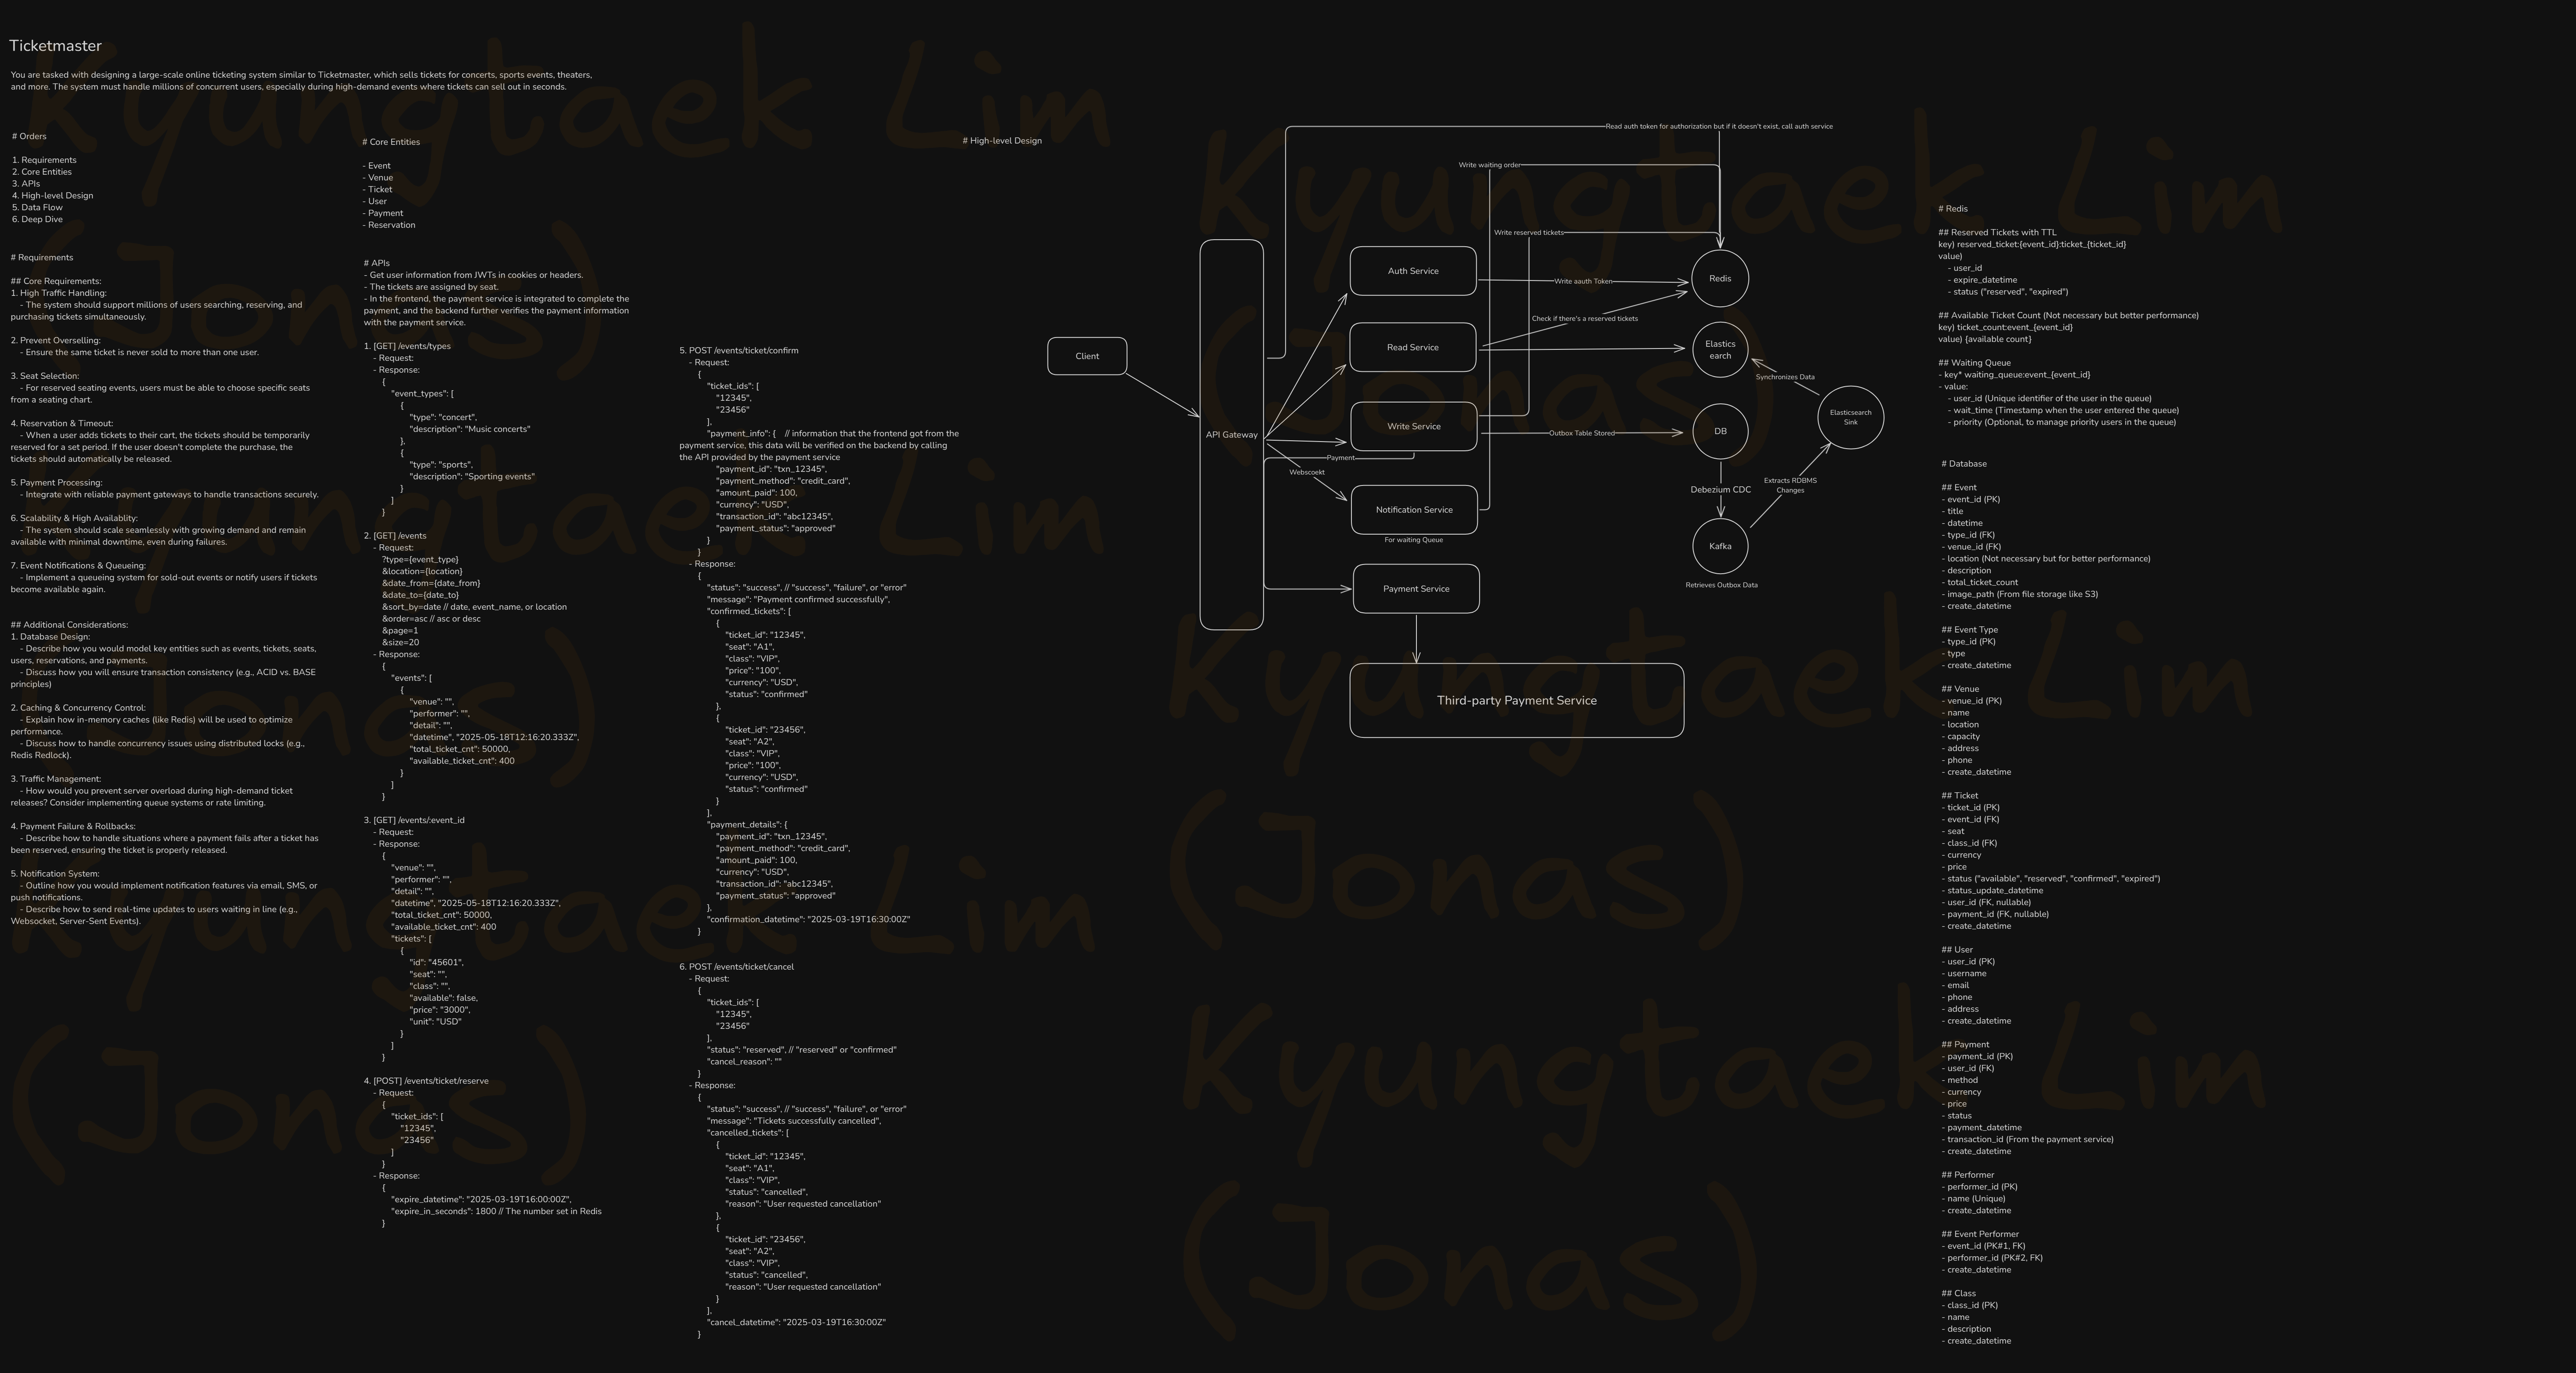 Ticketmaster
You are tasked with designing a large-scale online ticketing system similar to Ticketmaster, which sells tickets for concerts, sports events, theaters,
and more. The system must handle millions of concurrent users, especially during high-demand events where tickets can sell out in seconds.
# Orders
1. Requirements
2. Core Entities
3. APIs
4. High-level Design
5. Data Flow
6. Deep Dive
# Requirements
## Core Requirements:
1. High Traffic Handling:
- The system should support millions of users searching, reserving, and
purchasing tickets simultaneously.
2. Prevent Overselling:
- Ensure the same ticket is never sold to more than one user.
3. Seat Selection:
- For reserved seating events, users must be able to choose specific seats
from a seating chart.
4. Reservation & Timeout:
- When a user adds tickets to their cart, the tickets should be temporarily
reserved for a set period. If the user doesn't complete the purchase, the
tickets should automatically be released.
5. Payment Processing:
- Integrate with reliable payment gateways to handle transactions securely.
6. Scalability & High Availablity:
- The system should scale seamlessly with growing demand and remain
available with minimal downtime, even during failures.
7. Event Notifications & Queueing:
- Implement a queueing system for sold-out events or notify users if tickets
become available again.
## Additional Considerations:
1. Database Design:
- Describe how you would model key entities such as events, tickets, seats,
users, reservations, and payments.
- Discuss how you will ensure transaction consistency (e.g., ACID vs. BASE
principles)
2. Caching & Concurrency Control:
- Explain how in-memory caches (like Redis) will be used to optimize
performance.
- Discuss how to handle concurrency issues using distributed locks (e.g.,
Redis Redlock).
3. Traffic Management:
- How would you prevent server overload during high-demand ticket
releases? Consider implementing queue systems or rate limiting.
4. Payment Failure & Rollbacks:
- Describe how to handle situations where a payment fails after a ticket has
been reserved, ensuring the ticket is properly released.
5. Notification System:
- Outline how you would implement notification features via email, SMS, or
push notifications.
- Describe how to send real-time updates to users waiting in line (e.g.,
Websocket, Server-Sent Events).
# Core Entities
- Event
- Venue
- Ticket
- User
- Payment
- Reservation
# APIs
- Get user information from JWTs in cookies or headers.
- The tickets are assigned by seat.
- In the frontend, the payment service is integrated to complete the
payment, and the backend further verifies the payment information
with the payment service.
1. [GET] /events/types
- Request:
- Response:
{
"event_types": [
{
"type": "concert",
"description": "Music concerts"
},
{
"type": "sports",
"description": "Sporting events"
}
]
}
2. [GET] /events
- Request:
?type={event_type}
&location={location}
&date_from={date_from}
&date_to={date_to}
&sort_by=date // date, event_name, or location
&order=asc // asc or desc
&page=1
&size=20
- Response:
{
"events": [
{
"venue": "",
"performer": "",
"detail": "",
"datetime", "2025-05-18T12:16:20.333Z",
"total_ticket_cnt": 50000,
"available_ticket_cnt": 400
}
]
}
3. [GET] /events/:event_id
- Request:
- Response:
{
"venue": "",
"performer": "",
"detail": "",
"datetime", "2025-05-18T12:16:20.333Z",
"total_ticket_cnt": 50000,
"available_ticket_cnt": 400
"tickets": [
{
"id": "45601",
"seat": "",
"class": "",
"available": false,
"price": "3000",
"unit": "USD"
}
]
}
4. [POST] /events/ticket/reserve
- Request:
{
"ticket_ids": [
"12345",
"23456"
]
}
- Response:
{
"expire_datetime": "2025-03-19T16:00:00Z",
"expire_in_seconds": 1800 // The number set in Redis
}
5. POST /events/ticket/confirm
- Request:
{
"ticket_ids": [
"12345",
"23456"
],
"payment_info": { // information that the frontend got from the
payment service, this data will be verified on the backend by calling
the API provided by the payment service
"payment_id": "txn_12345",
"payment_method": "credit_card",
"amount_paid": 100,
"currency": "USD",
"transaction_id": "abc12345",
"payment_status": "approved"
}
}
- Response:
{
"status": "success", // "success", "failure", or "error"
"message": "Payment confirmed successfully",
"confirmed_tickets": [
{
"ticket_id": "12345",
"seat": "A1",
"class": "VIP",
"price": "100",
"currency": "USD",
"status": "confirmed"
},
{
"ticket_id": "23456",
"seat": "A2",
"class": "VIP",
"price": "100",
"currency": "USD",
"status": "confirmed"
}
],
"payment_details": {
"payment_id": "txn_12345",
"payment_method": "credit_card",
"amount_paid": 100,
"currency": "USD",
"transaction_id": "abc12345",
"payment_status": "approved"
},
"confirmation_datetime": "2025-03-19T16:30:00Z"
}
6. POST /events/ticket/cancel
- Request:
{
"ticket_ids": [
"12345",
"23456"
],
"status": "reserved", // "reserved" or "confirmed"
"cancel_reason": ""
}
- Response:
{
"status": "success", // "success", "failure", or "error"
"message": "Tickets successfully cancelled",
"cancelled_tickets": [
{
"ticket_id": "12345",
"seat": "A1",
"class": "VIP",
"status": "cancelled",
"reason": "User requested cancellation"
},
{
"ticket_id": "23456",
"seat": "A2",
"class": "VIP",
"status": "cancelled",
"reason": "User requested cancellation"
}
],
"cancel_datetime": "2025-03-19T16:30:00Z"
}
# High-level Design
Read auth token for authorization but if it doesn't exist, call auth service
Write waiting order
Write reserved tickets
Client
API Gateway
Auth Service
Write aauth Token
Redis
Check if there's a reserved tickets
Read Service
Elastics
earch
Synchronizes Data
Elasticsearch
Sink
Write Service
Outbox Table Stored
DB
Payment
Webscoekt
Debezium CDC
Extracts RDBMS
Changes
Notification Service
For waiting Queue
Kafka
Retrieves Outbox Data
Payment Service
Third-party Payment Service
# Redis
## Reserved Tickets with TTL
key) reserved_ticket:{event_id}:ticket_{ticket_id}
value)
- user_id
- expire_datetime
- status ("reserved", "expired")
## Available Ticket Count (Not necessary but better performance)
key) ticket_count:event_{event_id}
value) {available count}
## Waiting Queue
- key* waiting_queue:event_{event_id}
- value:
- user_id (Unique identifier of the user in the queue)
- wait_time (Timestamp when the user entered the queue)
- priority (Optional, to manage priority users in the queue)
# Database
## Event
- event_id (PK)
- title
- datetime
- type_id (FK)
- venue_id (FK)
- location (Not necessary but for better performance)
- description
- total_ticket_count
- image_path (From file storage like S3)
- create_datetime
## Event Type
- type_id (PK)
- type
- create_datetime
## Venue
- venue_id (PK)
- name
- location
- capacity
- address
- phone
- create_datetime
## Ticket
- ticket_id (PK)
- event_id (FK)
- seat
- class_id (FK)
- currency
- price
- status ("available", "reserved", "confirmed", "expired")
- status_update_datetime
- user_id (FK, nullable)
- payment_id (FK, nullable)
- create_datetime
## User
- user_id (PK)
- username
- email
- phone
- address
- create_datetime
## Payment
- payment_id (PK)
- user_id (FK)
- method
- currency
- price
- status
- payment_datetime
- transaction_id (From the payment service)
- create_datetime
## Performer
- performer_id (PK)
- name (Unique)
- create_datetime
## Event Performer
- event_id (PK#1, FK)
- performer_id (PK#2, FK)
- create_datetime
## Class
- class_id (PK)
- name
- description
- create_datetime
Kyungtaek Lim
(Jonas)
Kyungtaek Lim
(Jonas)
Kyungtaek Lim
(Jonas)
Kyungtaek Lim
(Jonas)
Kyungtaek Lim
(Jonas)
Kyungtaek Lim
(Jonas)